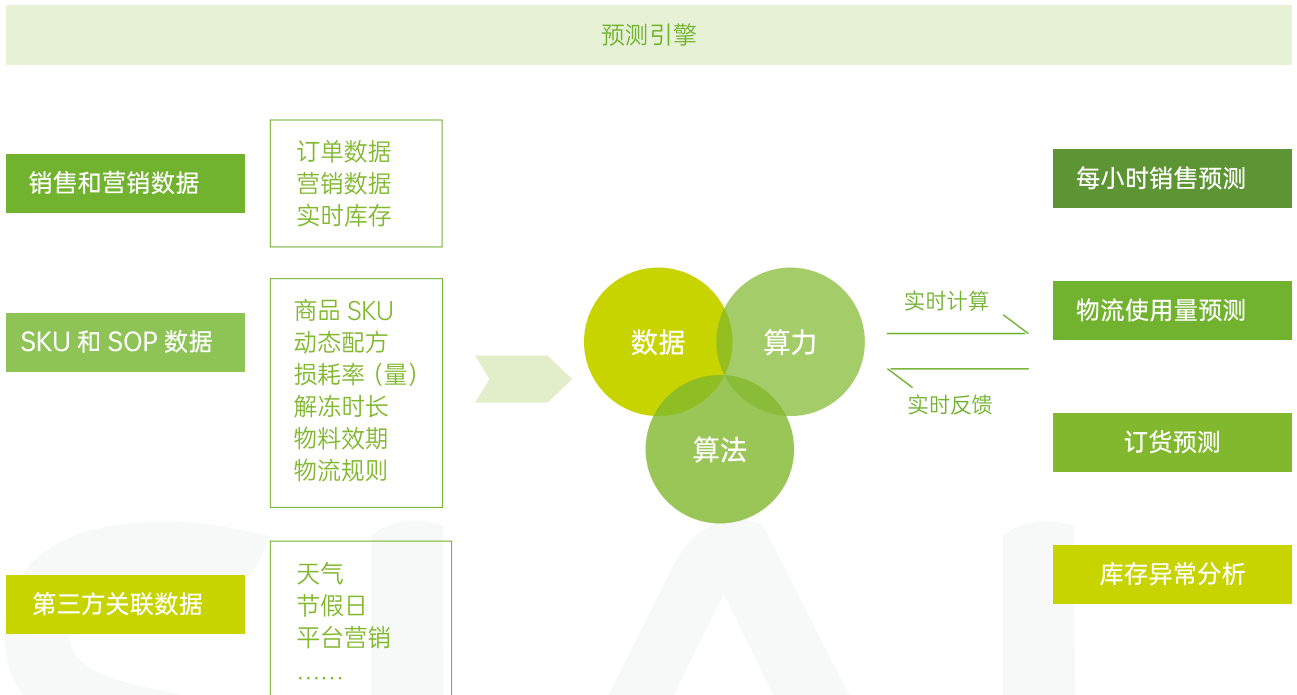 预测引擎
销售和营销数据
订单数据
营销数据
实时库存
SKU 和 SOP 数据
商品 SKU
动态配方
损耗率（量）
解冻时长
物料效期
物流规则
第三方关联数据
天气
节假日
平台营销
……
数据
算力
算法
实时计算
实时反馈
每小时销售预测
物流使用量预测
订货预测
库存异常分析